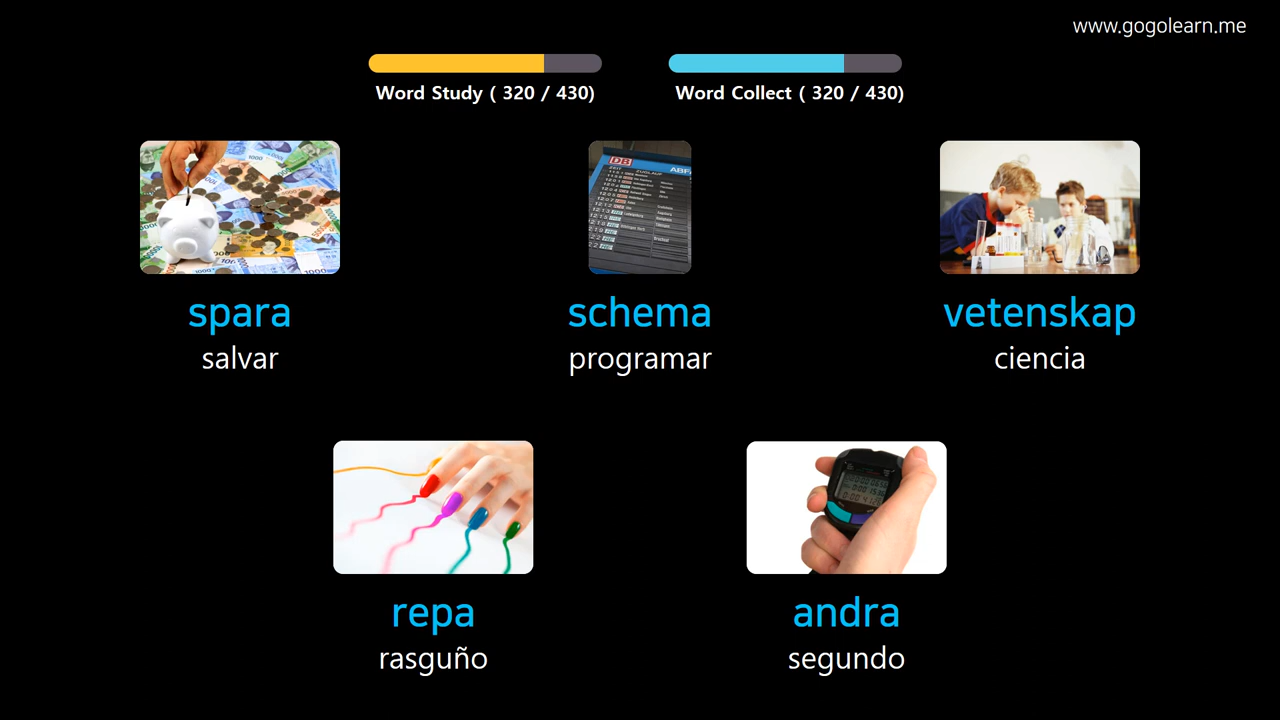 www.gogolearn.me
Word Study ( 320 / 430)
Word Collect ( 320 / 430)
DB
spara
schema
vetenskap
salvar
programar
ciencia
repa
andra
rasguño
segundo